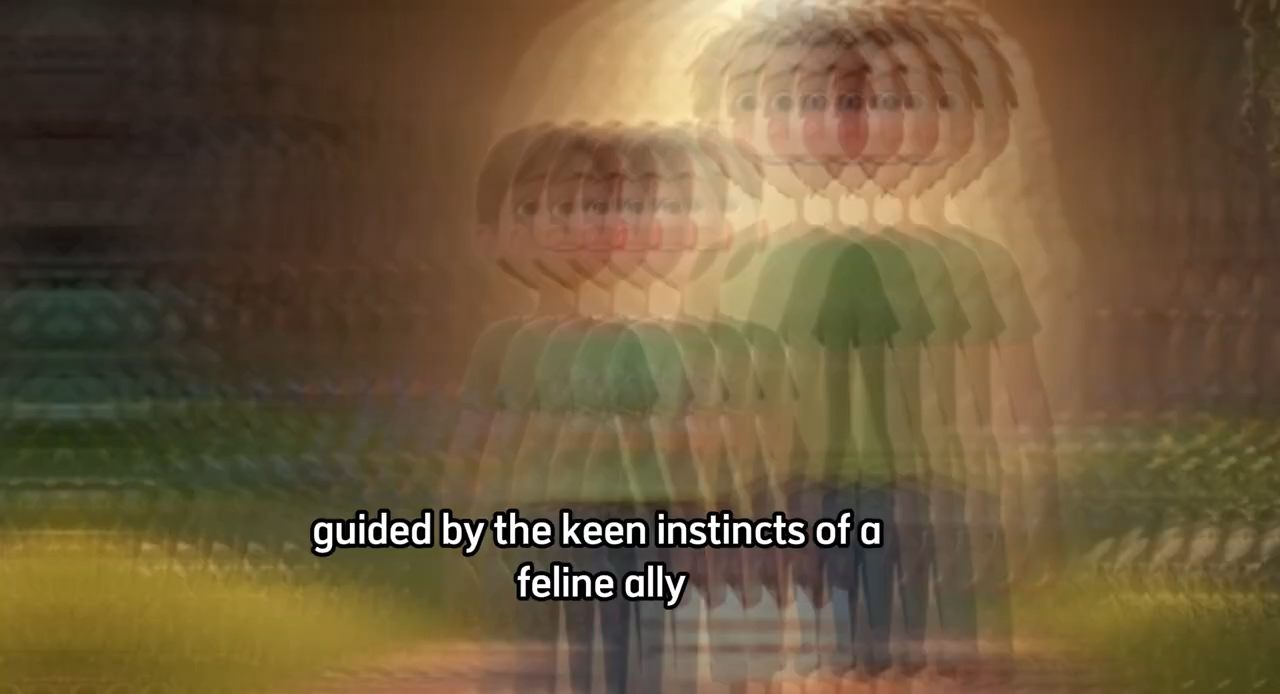 guided by the keen instincts of a
feline ally